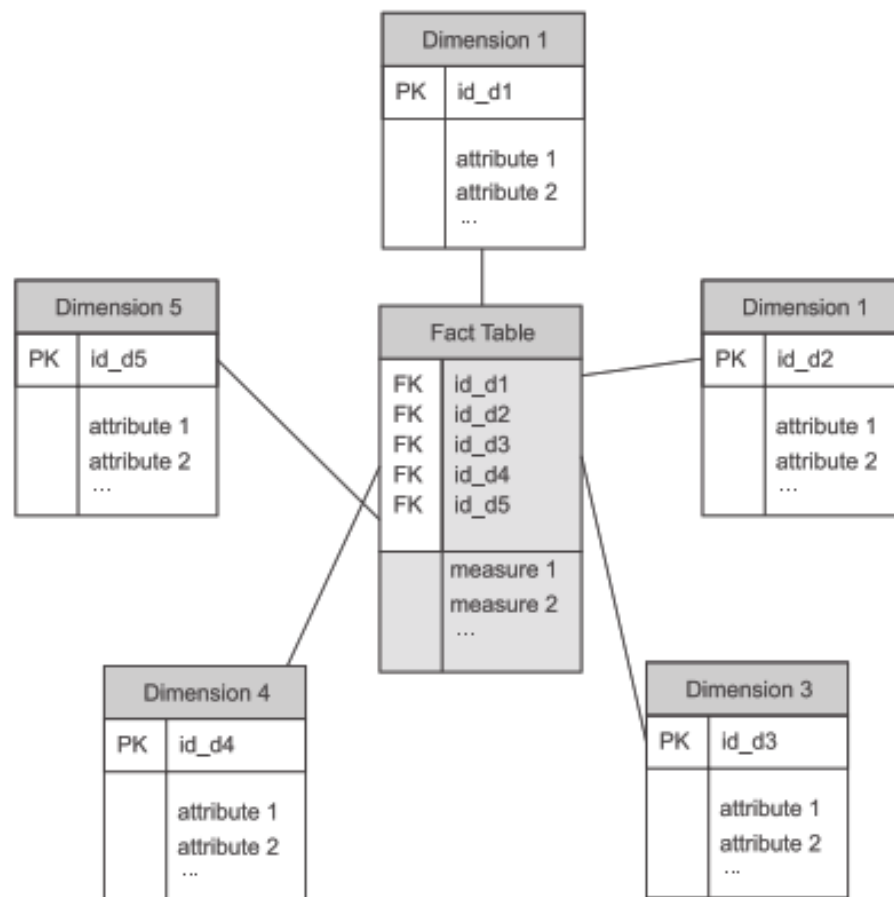 Dimension 1
PK id_d1
attribute 1
attribute 2
...
Dimension 5
PK id_d5
attribute 1
attribute 2
...
Fact Table
FK id_d1
FK id_d2
FK id_d3
FK id_d4
FK id_d5
measure 1
measure 2
...
Dimension 1
PK id_d2
attribute 1
attribute 2
...
Dimension 4
PK id_d4
attribute 1
attribute 2
...
Dimension 3
PK id_d3
attribute 1
attribute 2
...